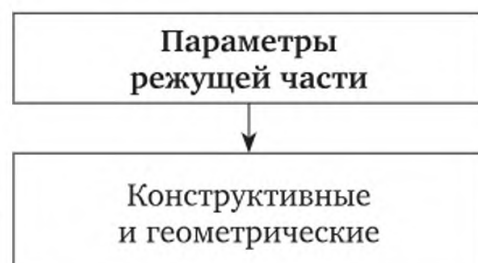 Параметры
режущей части
Конструктивные
и геометрические